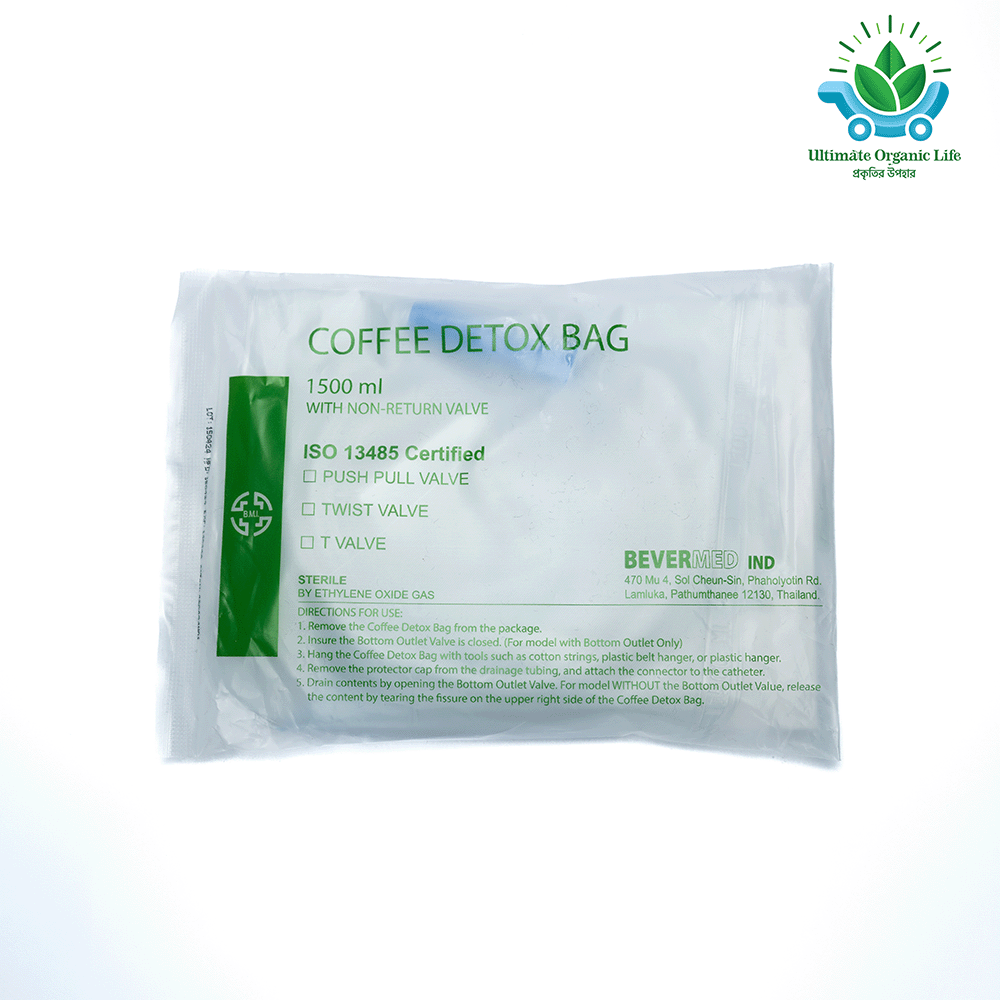 Ultimate Organic Life
প্রকৃতির উপহার
COFFEE DETOX BAG
1500 ml
WITH NON-RETURN VALVE
ISO 13485 Certified
PUSH PULL VALVE
TWIST VALVE
T VALVE
B.M.I.
LOT: 150424
BEVERMED IND
470 Mu 4, Sol Cheun-Sin, Phaholyotin Rd.
Lamluka, Pathumthanee 12130, Thailand.
STERILE
BY ETHYLENE OXIDE GAS
DIRECTIONS FOR USE:
1. Remove the Coffee Detox Bag from the package.
2. Insure the Bottom Outlet Valve is closed. (For model with Bottom Outlet Only)
3. Hang the Coffee Detox Bag with tools such as cotton strings, plastic belt hanger, or plastic hanger.
4. Remove the protector cap from the drainage tubing, and attach the connector to the catheter.
5. Drain contents by opening the Bottom Outlet Valve. For model WITHOUT the Bottom Outlet Value, release
the content by tearing the fissure on the upper right side of the Coffee Detox Bag.